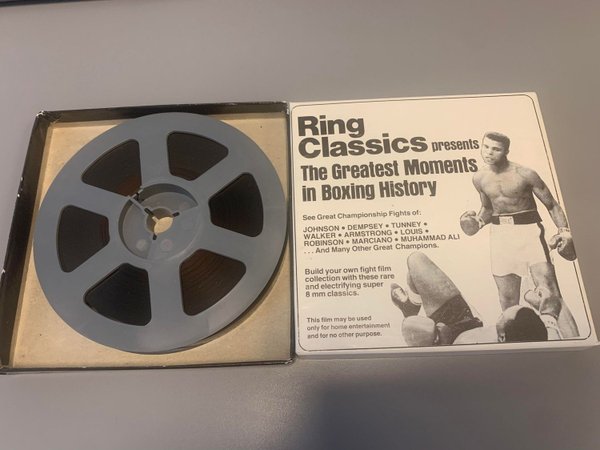 Ring
Classics presents
The Greatest Moments
in Boxing History
See Great Championship Fights of:
JOHNSON • DEMPSEY • TUNNEY •
WALKER • ARMSTRONG • LOUIS •
ROBINSON • MARCIANO • MUHAMMAD ALI
. . . And Many Other Great Champions.
Build your own fight film
collection with these rare
and electrifying super
8 mm classics.
This film may be used
only for home entertainment
and for no other purpose.